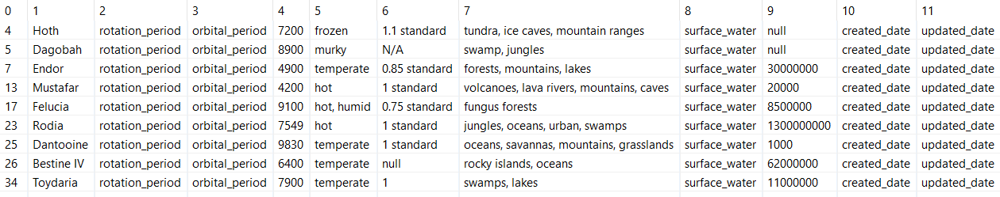 0 1 2 3 4 5 6 7 8 9 10 11
4 Hoth rotation_period orbital_period 7200 frozen 1.1 standard tundra, ice caves, mountain ranges surface_water null created_date updated_date
5 Dagobah rotation_period orbital_period 8900 murky N/A swamp, jungles surface_water null created_date updated_date
7 Endor rotation_period orbital_period 4900 temperate 0.85 standard forests, mountains, lakes surface_water 30000000 created_date updated_date
13 Mustafar rotation_period orbital_period 4200 hot 1 standard volcanoes, lava rivers, mountains, caves surface_water 20000 created_date updated_date
17 Felucia rotation_period orbital_period 9100 hot, humid 0.75 standard fungus forests surface_water 8500000 created_date updated_date
23 Rodia rotation_period orbital_period 7549 hot 1 standard jungles, oceans, urban, swamps surface_water 1300000000 created_date updated_date
25 Dantooine rotation_period orbital_period 9830 temperate 1 standard oceans, savannas, mountains, grasslands surface_water 1000 created_date updated_date
26 Bestine IV rotation_period orbital_period 6400 temperate null rocky islands, oceans surface_water 62000000 created_date updated_date
34 Toydaria rotation_period orbital_period 7900 temperate 1 swamps, lakes surface_water 11000000 created_date updated_date